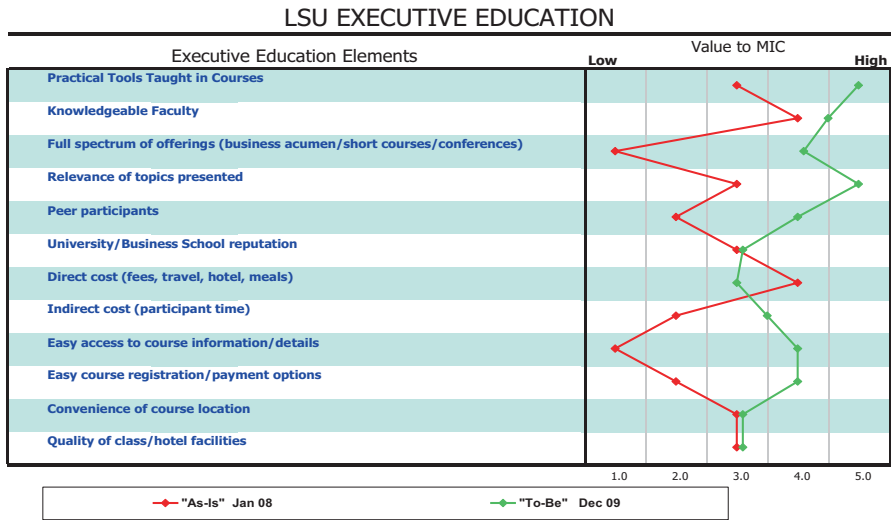 LSU EXECUTIVE EDUCATION
Executive Education Elements
Value to MIC
Low High
Practical Tools Taught in Courses
Knowledgeable Faculty
Full spectrum of offerings (business acumen/short courses/conferences)
Relevance of topics presented
Peer participants
University/Business School reputation
Direct cost (fees, travel, hotel, meals)
Indirect cost (participant time)
Easy access to course information/details
Easy course registration/payment options
Convenience of course location
Quality of class/hotel facilities
1.0 2.0 3.0 4.0 5.0
"As-Is" Jan 08 "To-Be" Dec 09